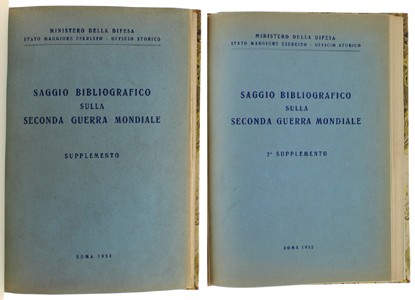 MINISTERO DELLA DIFESA
STATO MAGGIORE ESERCITO - UFFICIO STORICO
SAGGIO BIBLIOGRAFICO
SULLA
SECONDA GUERRA MONDIALE
SUPPLEMENTO
ROMA
MINISTERO DELLA DIFESA
STATO MAGGIORE ESERCITO - UFFICIO STORICO
SAGGIO BIBLIOGRAFICO
SULLA
SECONDA GUERRA MONDIALE
2° SUPPLEMENTO
ROMA